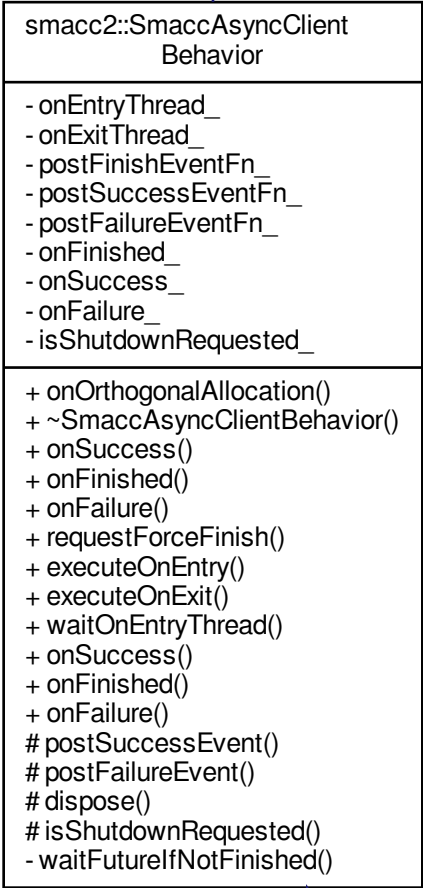 smacc2::SmaccAsyncClient
Behavior
- onEntryThread_
- onExitThread_
- postFinishEventFn_
- postSuccessEventFn_
- postFailureEventFn_
- onFinished_
- onSuccess_
- onFailure_
- isShutdownRequested_
+ onOrthogonalAllocation()
+ ~SmaccAsyncClientBehavior()
+ onSuccess()
+ onFinished()
+ onFailure()
+ requestForceFinish()
+ executeOnEntry()
+ executeOnExit()
+ waitOnEntryThread()
+ onSuccess()
+ onFinished()
+ onFailure()
# postSuccessEvent()
# postFailureEvent()
# dispose()
# isShutdownRequested()
- waitFutureIfNotFinished()